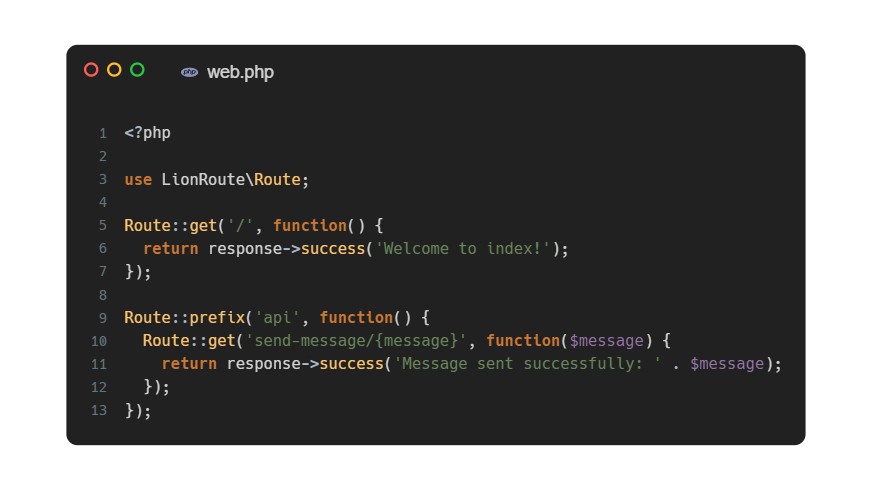 php web.php
1 <?php
2
3 use LionRoute\Route;
4
5 Route::get('/', function() {
6   return response->success('Welcome to index!');
7 });
8
9 Route::prefix('api', function() {
10   Route::get('send-message/{message}', function($message) {
11     return response->success('Message sent successfully: ' . $message);
12   });
13 });